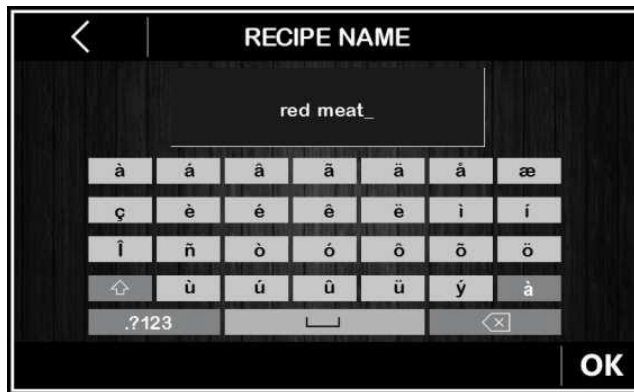 RECIPE NAME
red meat_
à á â ã ä å æ
ç è é ê ë ì í
Î ñ ò ó ô õ ö
ù ú û ü ý à
.?123
OK